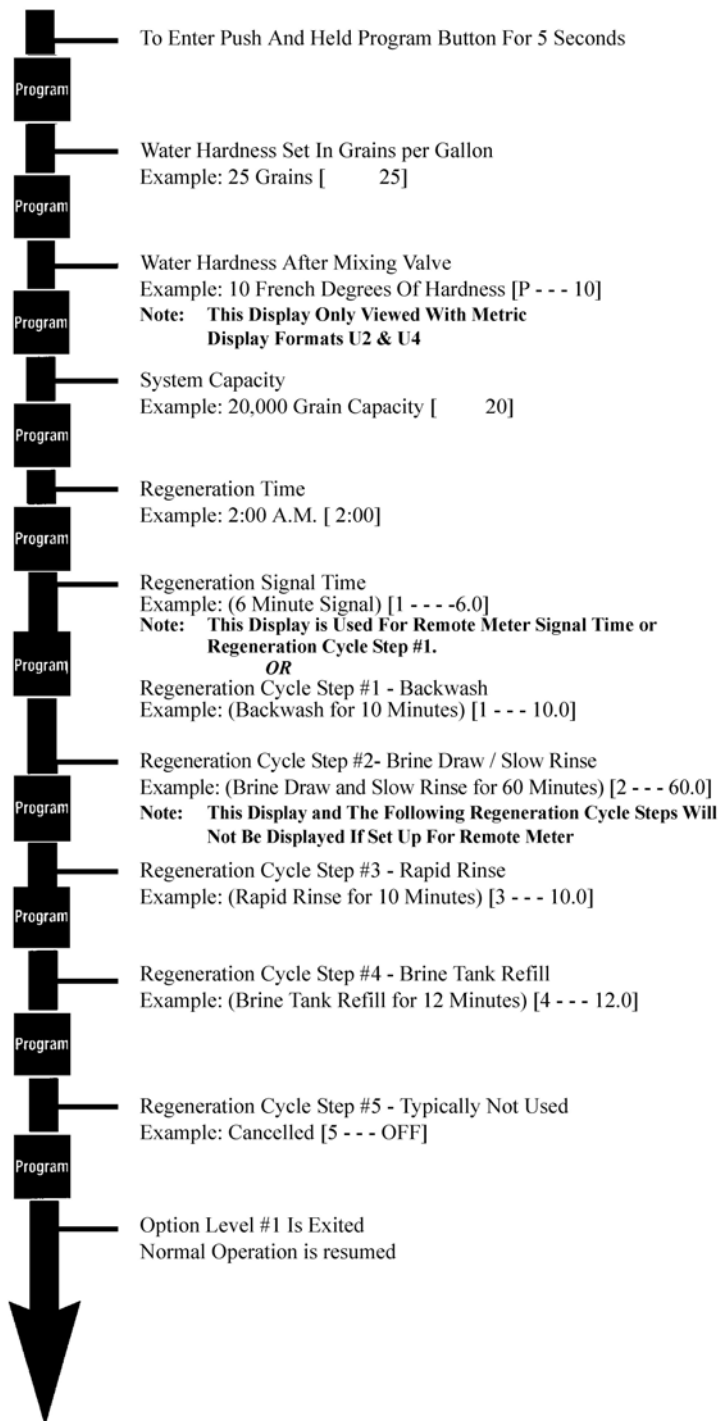 To Enter Push And Held Program Button For 5 Seconds
Program
Water Hardness Set In Grains per Gallon
Example: 25 Grains [ 25]
Program
Water Hardness After Mixing Valve
Example: 10 French Degrees Of Hardness [P - - - 10]
Note: This Display Only Viewed With Metric
Display Formats U2 & U4
Program
System Capacity
Example: 20,000 Grain Capacity [ 20]
Program
Regeneration Time
Example: 2:00 A.M. [ 2:00]
Program
Regeneration Signal Time
Example: (6 Minute Signal) [1 - - - -6.0]
Note: This Display is Used For Remote Meter Signal Time or
Regeneration Cycle Step #1.
OR
Program
Regeneration Cycle Step #1 - Backwash
Example: (Backwash for 10 Minutes) [1 - - - 10.0]
Regeneration Cycle Step #2- Brine Draw / Slow Rinse
Example: (Brine Draw and Slow Rinse for 60 Minutes) [2 - - - 60.0]
Program
Note: This Display and The Following Regeneration Cycle Steps Will
Not Be Displayed If Set Up For Remote Meter
Regeneration Cycle Step #3 - Rapid Rinse
Example: (Rapid Rinse for 10 Minutes) [3 - - - 10.0]
Program
Regeneration Cycle Step #4 - Brine Tank Refill
Example: (Brine Tank Refill for 12 Minutes) [4 - - - 12.0]
Program
Regeneration Cycle Step #5 - Typically Not Used
Example: Cancelled [5 - - - OFF]
Program
Option Level #1 Is Exited
Normal Operation is resumed